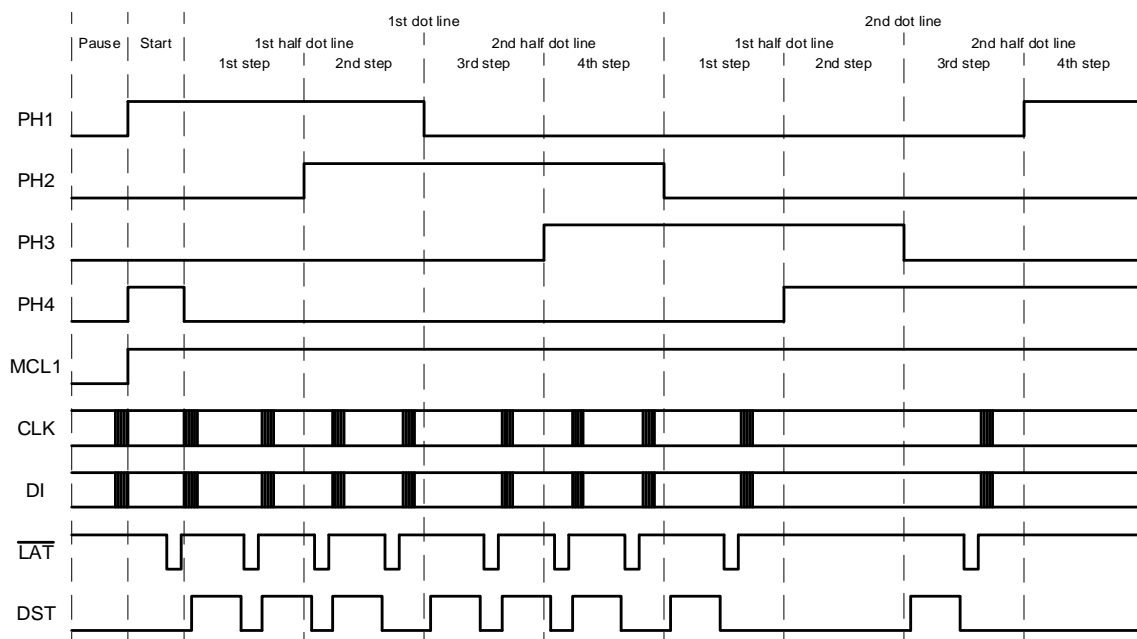 1st dot line
2nd dot line
Pause
Start
1st half dot line
2nd half dot line
1st half dot line
2nd half dot line
1st step
2nd step
3rd step
4th step
1st step
2nd step
3rd step
4th step
PH1
PH2
PH3
PH4
MCL1
CLK
DI
LAT
DST